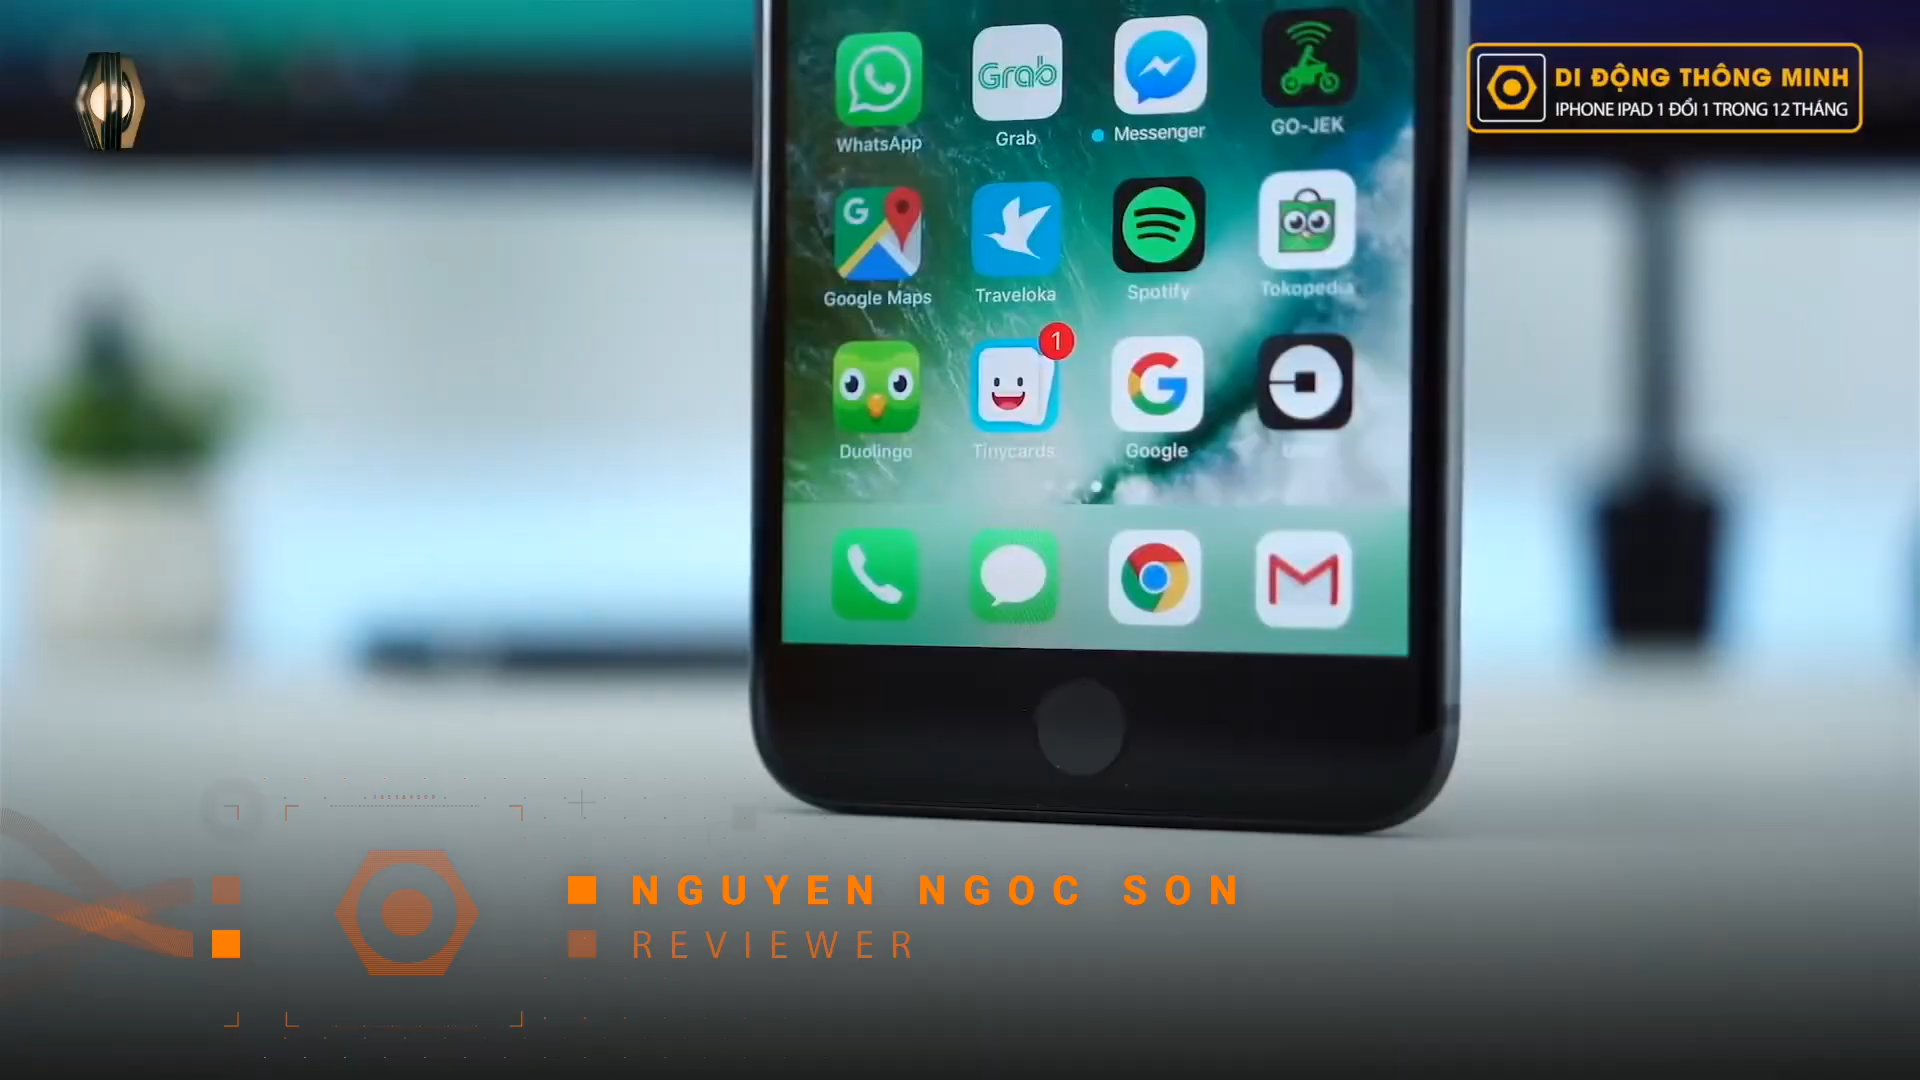 DI ĐỘNG THÔNG MINH
IPHONE IPAD 1 ĐỔI 1 TRONG 12 THÁNG
Grab
WhatsApp
Grab
Messenger
GO-JEK
G
Google Maps
Traveloka
Spotify
Tokopedia
1
Duolingo
Tinycards
Google
NGUYEN NGOC SON
REVIEWER